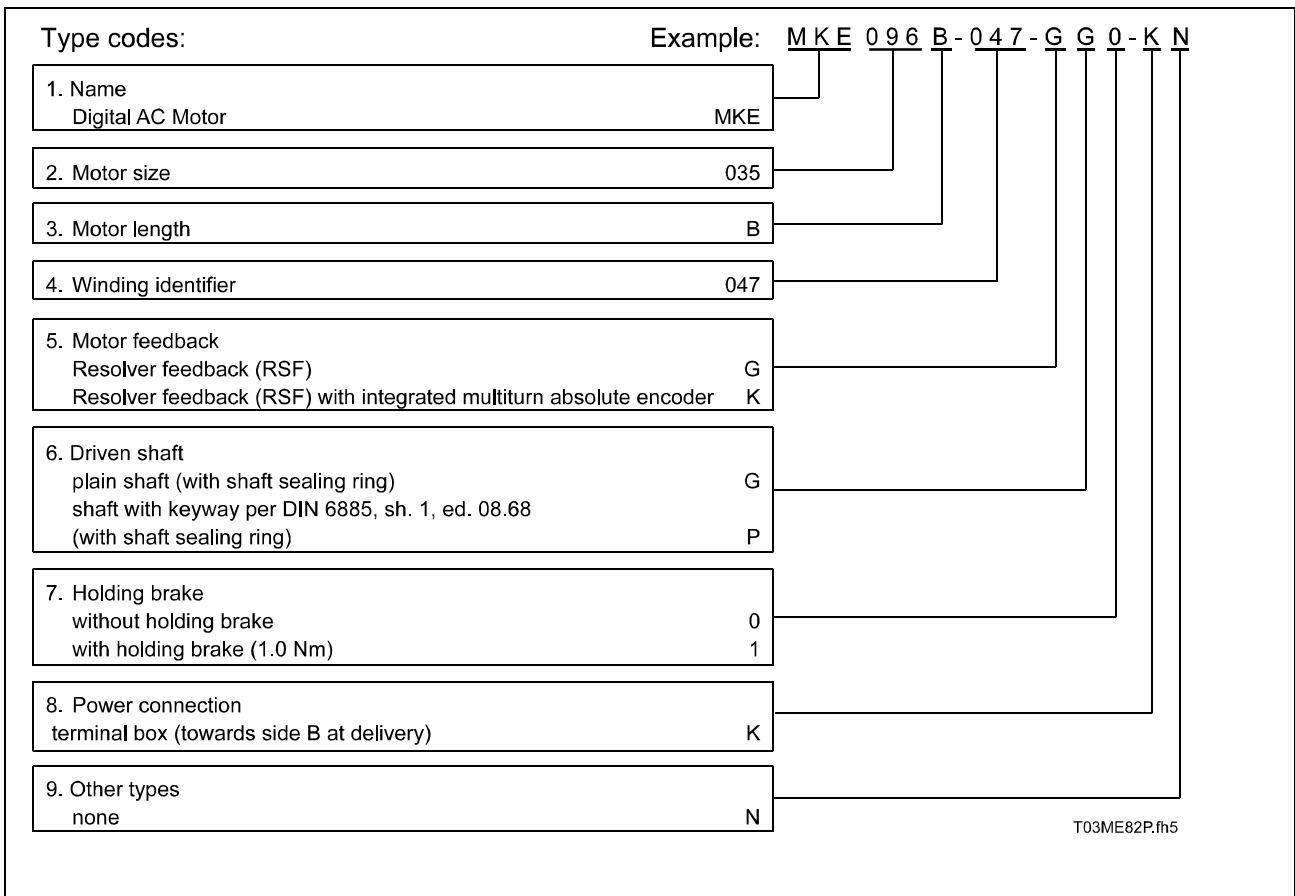 Type codes: Example: MKE 096 B - 047 - G G 0 - K N
1. Name
Digital AC Motor MKE
2. Motor size 035
3. Motor length B
4. Winding identifier 047
5. Motor feedback
Resolver feedback (RSF) G
Resolver feedback (RSF) with integrated multiturn absolute encoder K
6. Driven shaft
plain shaft (with shaft sealing ring) G
shaft with keyway per DIN 6885, sh. 1, ed. 08.68
(with shaft sealing ring) P
7. Holding brake
without holding brake 0
with holding brake (1.0 Nm) 1
8. Power connection
terminal box (towards side B at delivery) K
9. Other types
none N
T03ME82P.fh5